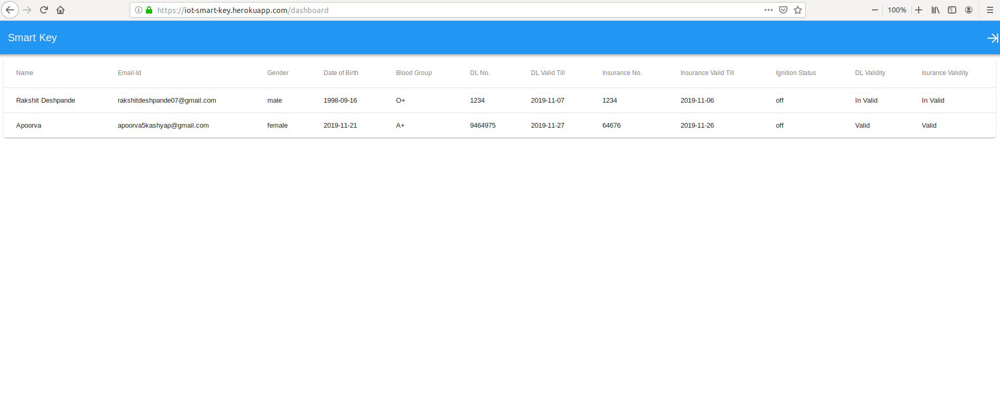 https://iot-smart-key.herokuapp.com/dashboard 100%
Smart Key
Name Email-Id Gender Date of Birth Blood Group DL No. DL Valid Till Insurance No. Insurance Valid Till Ignition Status DL Validity Isurance Validity
Rakshit Deshpande rakshitdeshpande07@gmail.com male 1998-09-16 O+ 1234 2019-11-07 1234 2019-11-06 off In Valid In Valid
Apoorva apoorva5kashyap@gmail.com female 2019-11-21 A+ 9464975 2019-11-27 64676 2019-11-26 off Valid Valid